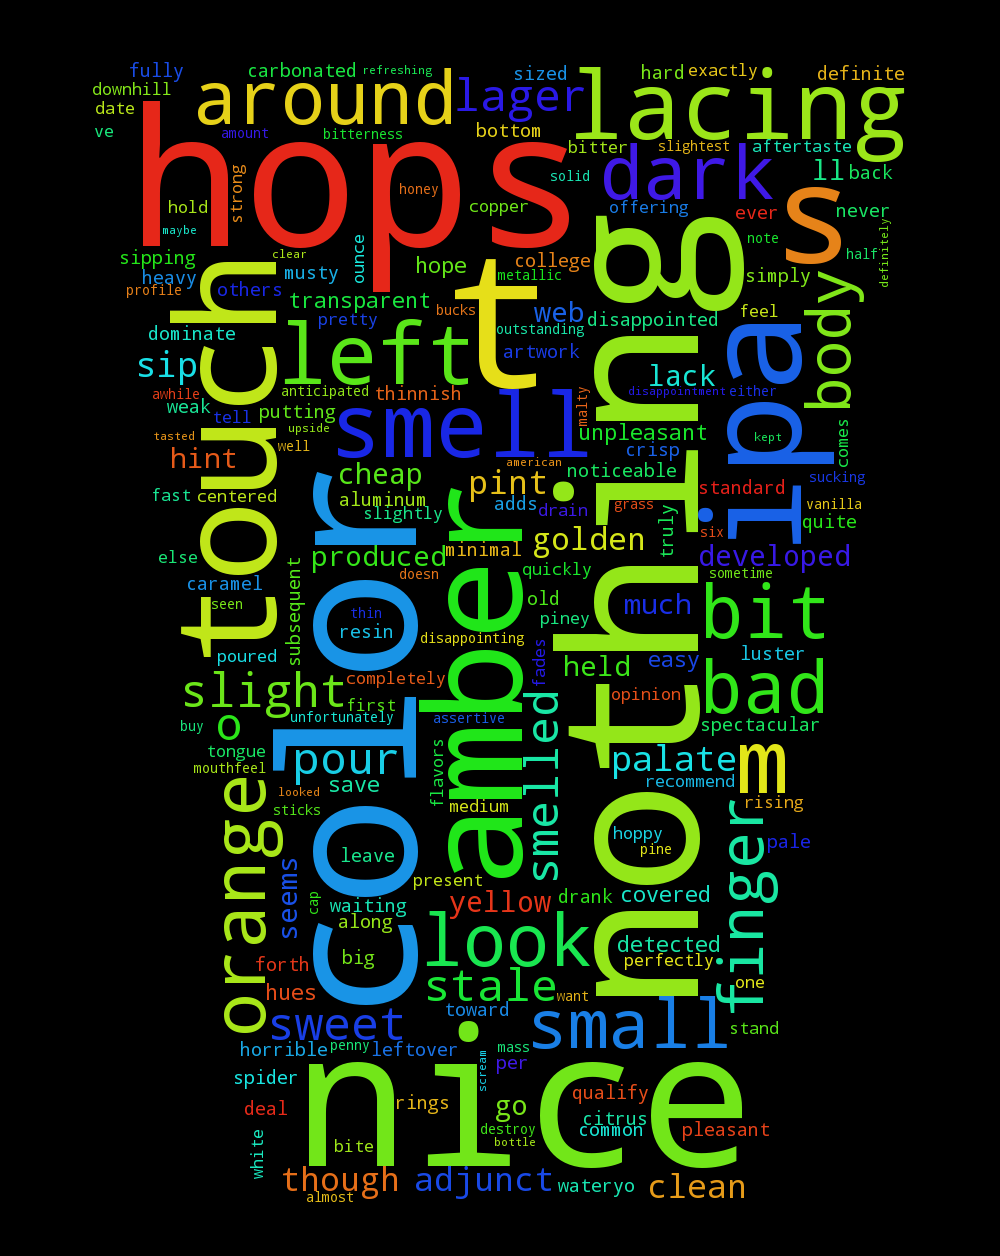 fully
carbonated
refreshing
sized
hard
exactly
definite
downhill
around
lager
lacing
date
ve
amount
bitterness
bottom
bitter
slightest
aftertaste
hops
dark
ll
back
solid
strong
honey
hold
maybe
copper
offering
ever
s
never
note
half
definitely
sipping
clear
ounce
musty
hope
college
metallic
simply
heavy
profile
others
transparent
pretty
bucks
t
web
disappointed
feel
body
touch
nothing
ipa
dominate
left
outstanding
artwork
sip
lack
awhile
anticipated
thinnish
malty
disappointment
either
weak
tell
putting
smell
unpleasant
kept
tasted
upside
well
crisp
comes
hint
cheap
american
noticeable
pint
sucking
standard
fast
centered
aluminum
slightly
adds
drain
grass
vanilla
quite
truly
six
else
produced
minimal
golden
developed
caramel
subsequent
color
amber
doesn
quickly
sometime
seen
thin
resin
old
piney
much
bit
poured
disappointing
fades
held
easy
luster
slight
completely
first
opinion
bad
buy
o
unfortunately
assertive
spectacular
tongue
mouthfeel
pour
flavors
smelled
palate
m
recommend
orange
looked
save
sticks
medium
rising
hoppy
pine
finger
pale
seems
leave
present
cap
waiting
yellow
drank
covered
along
look
detected
perfectly
big
forth
hues
stale
want
one
toward
sweet
small
stand
horrible
penny
leftover
mass
per
scream
spider
nice
deal
rings
go
qualify
citrus
common
pleasant
destroy
bottle
white
bite
though
adjunct
wateryo
clean
almost